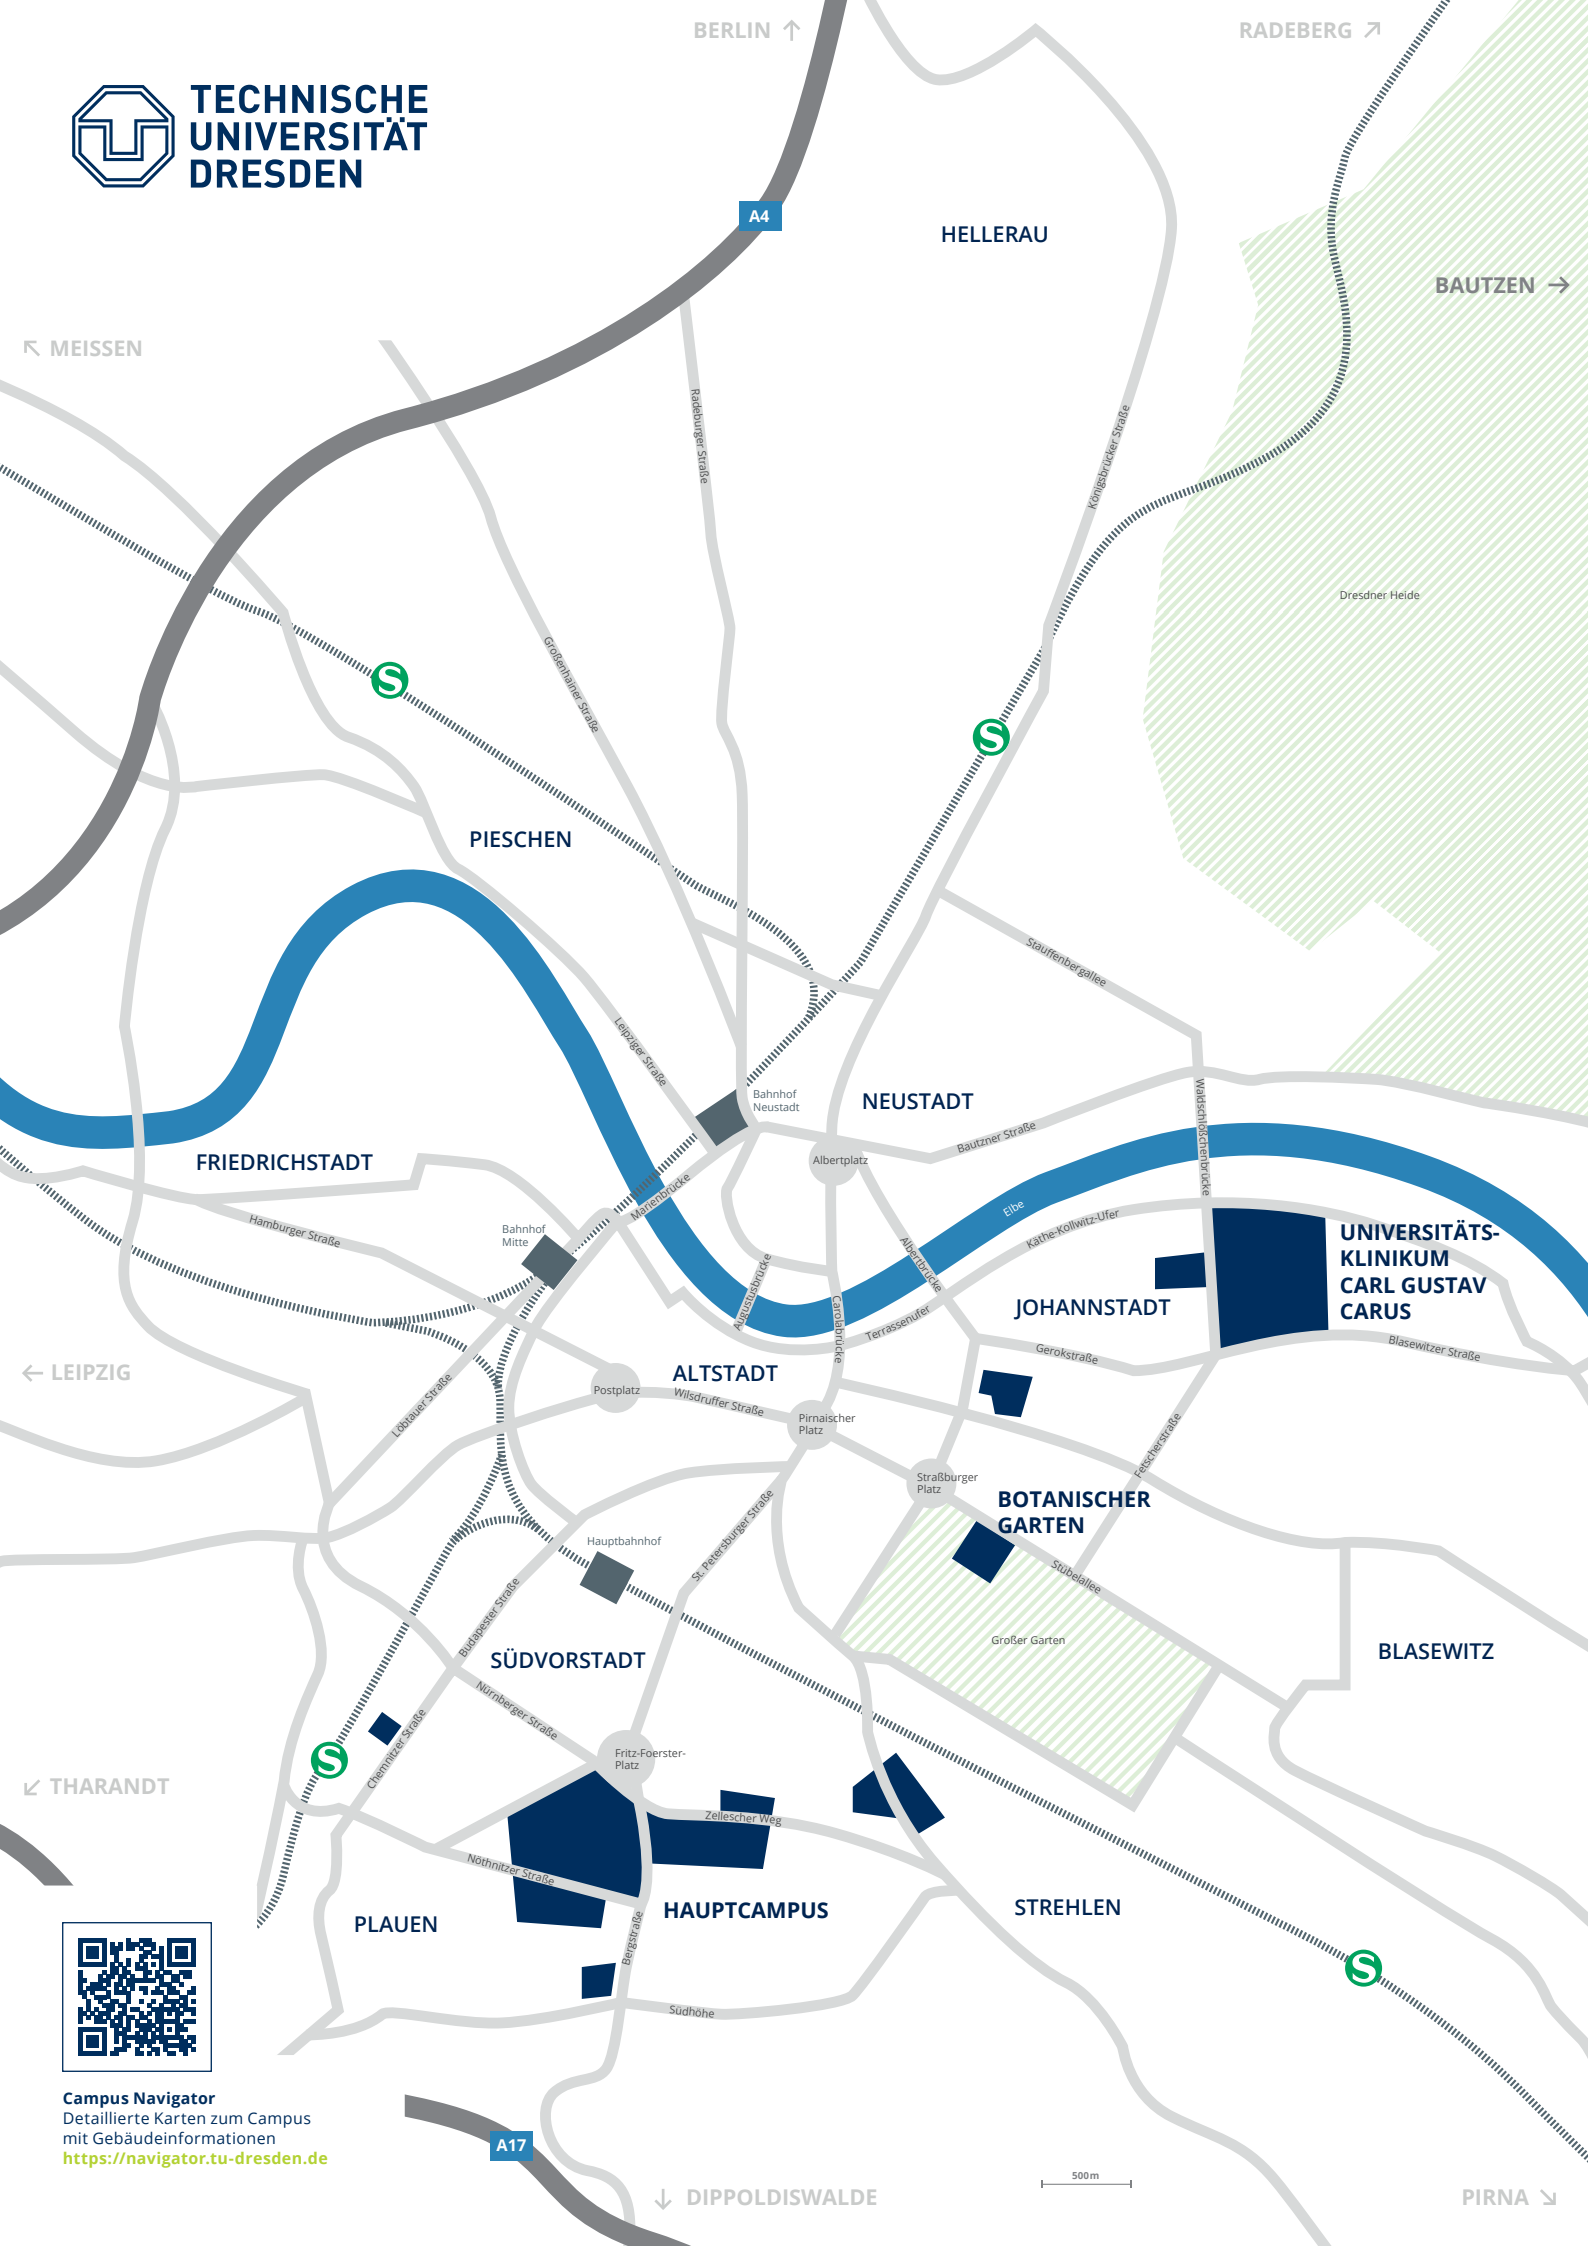 BERLIN ↑
RADEBERG ↗
TECHNISCHE
UNIVERSITÄT
DRESDEN
A4
HELLERAU
BAUTZEN →
↖ MEISSEN
Radeburger Straße
Königsbrücker Straße
Dresdner Heide
Großenhainer Straße
S
S
PIESCHEN
Stauffenbergallee
Leipziger Straße
Bahnhof
Neustadt
NEUSTADT
Waldschlößchenbrücke
Bautzner Straße
FRIEDRICHSTADT
Albertplatz
Marienbrücke
Elbe
Hamburger Straße
Bahnhof
Mitte
Käthe-Kollwitz-Ufer
Albertbrücke
UNIVERSITÄTS-
KLINIKUM
CARL GUSTAV
CARUS
Augustusbrücke
Carolabrücke
Terrassenufer
JOHANNSTADT
Gerokstraße
Blasewitzer Straße
← LEIPZIG
ALTSTADT
Postplatz
Wilsdruffer Straße
Löbtauer Straße
Pirnaischer
Platz
Fetscherstraße
Straßburger
Platz
BOTANISCHER
GARTEN
St. Petersburger Straße
Hauptbahnhof
Stübelallee
Budapester Straße
Großer Garten
SÜDVORSTADT
BLASEWITZ
Nürnberger Straße
Chemnitzer Straße
S
Fritz-Foerster-
Platz
↙ THARANDT
Zellescher Weg
Nöthnitzer Straße
HAUPTCAMPUS
STREHLEN
PLAUEN
Bergstraße
S
Südhöhe
Campus Navigator
Detaillierte Karten zum Campus
mit Gebäudeinformationen
https://navigator.tu-dresden.de
A17
500m
↓ DIPPOLDISWALDE
PIRNA ↘